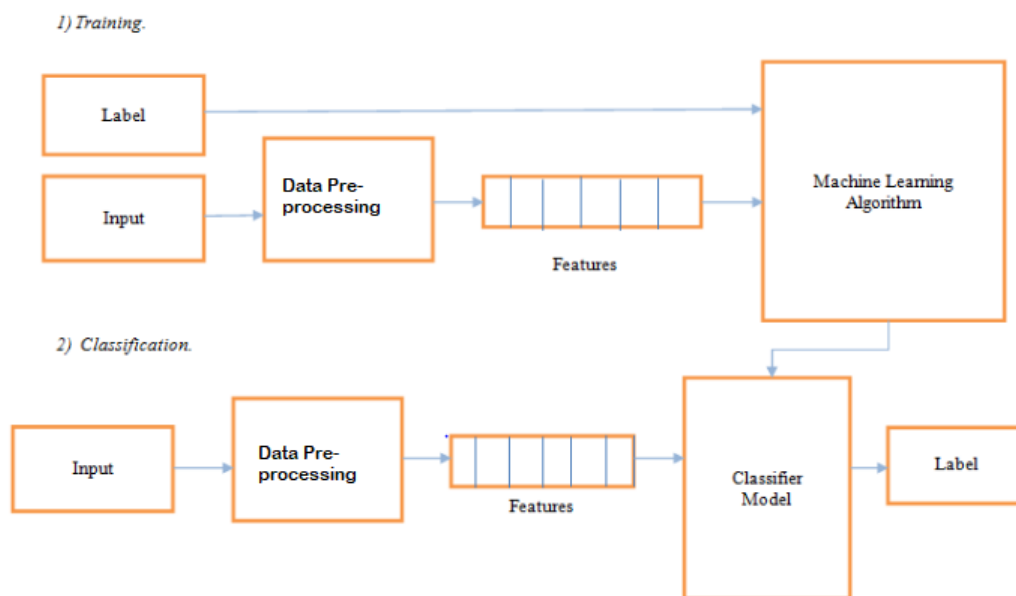 1) Training.
Label
Input
Data Pre-
processing
Features
Machine Learning
Algorithm
2) Classification.
Input
Data Pre-
processing
Features
Classifier
Model
Label